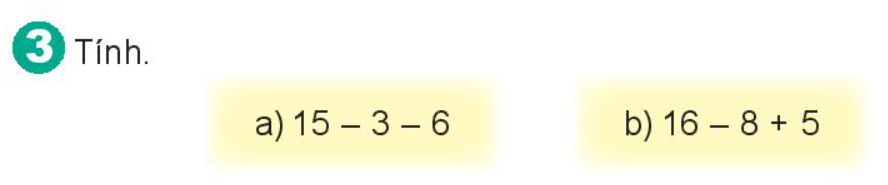 3 Tính.
a) 15 – 3 – 6 b) 16 – 8 + 5